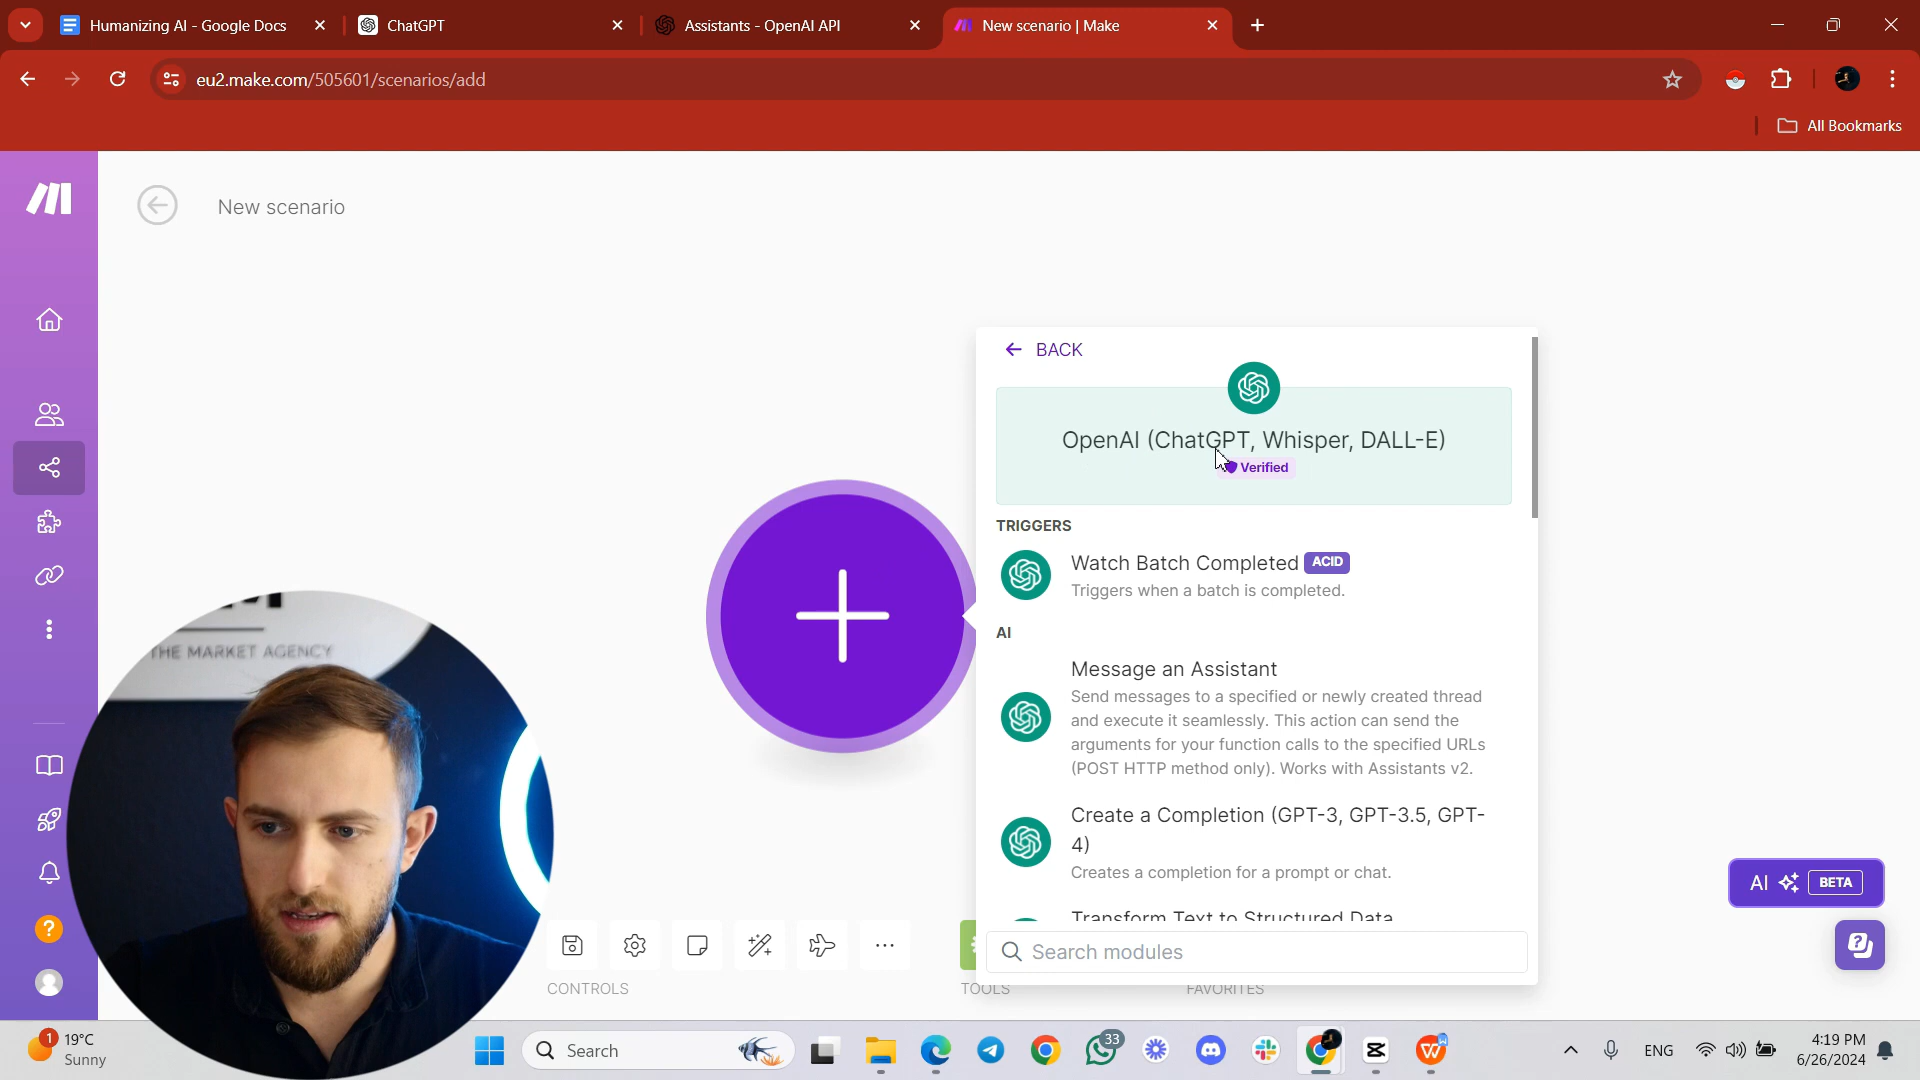 Humanizing AI - Google Docs
ChatGPT
Assistants - OpenAI API
New scenario | Make
eu2.make.com/505601/scenarios/add
All Bookmarks
New scenario
BACK
OpenAI (ChatGPT, Whisper, DALL-E)
Verified
TRIGGERS
Watch Batch Completed ACID
Triggers when a batch is completed.
AI
Message an Assistant
Send messages to a specified or newly created thread
and execute it seamlessly. This action can send the
arguments for your function calls to the specified URLs
(POST HTTP method only). Works with Assistants v2.
Create a Completion (GPT-3, GPT-3.5, GPT-
4)
Creates a completion for a prompt or chat.
Transform Text to Structured Data
Search modules
CONTROLS
TOOLS
FAVORITES
AI BETA
THE MARKET AGENCY
1
19°C
Sunny
Search
33
ENG
4:19 PM
6/26/2024